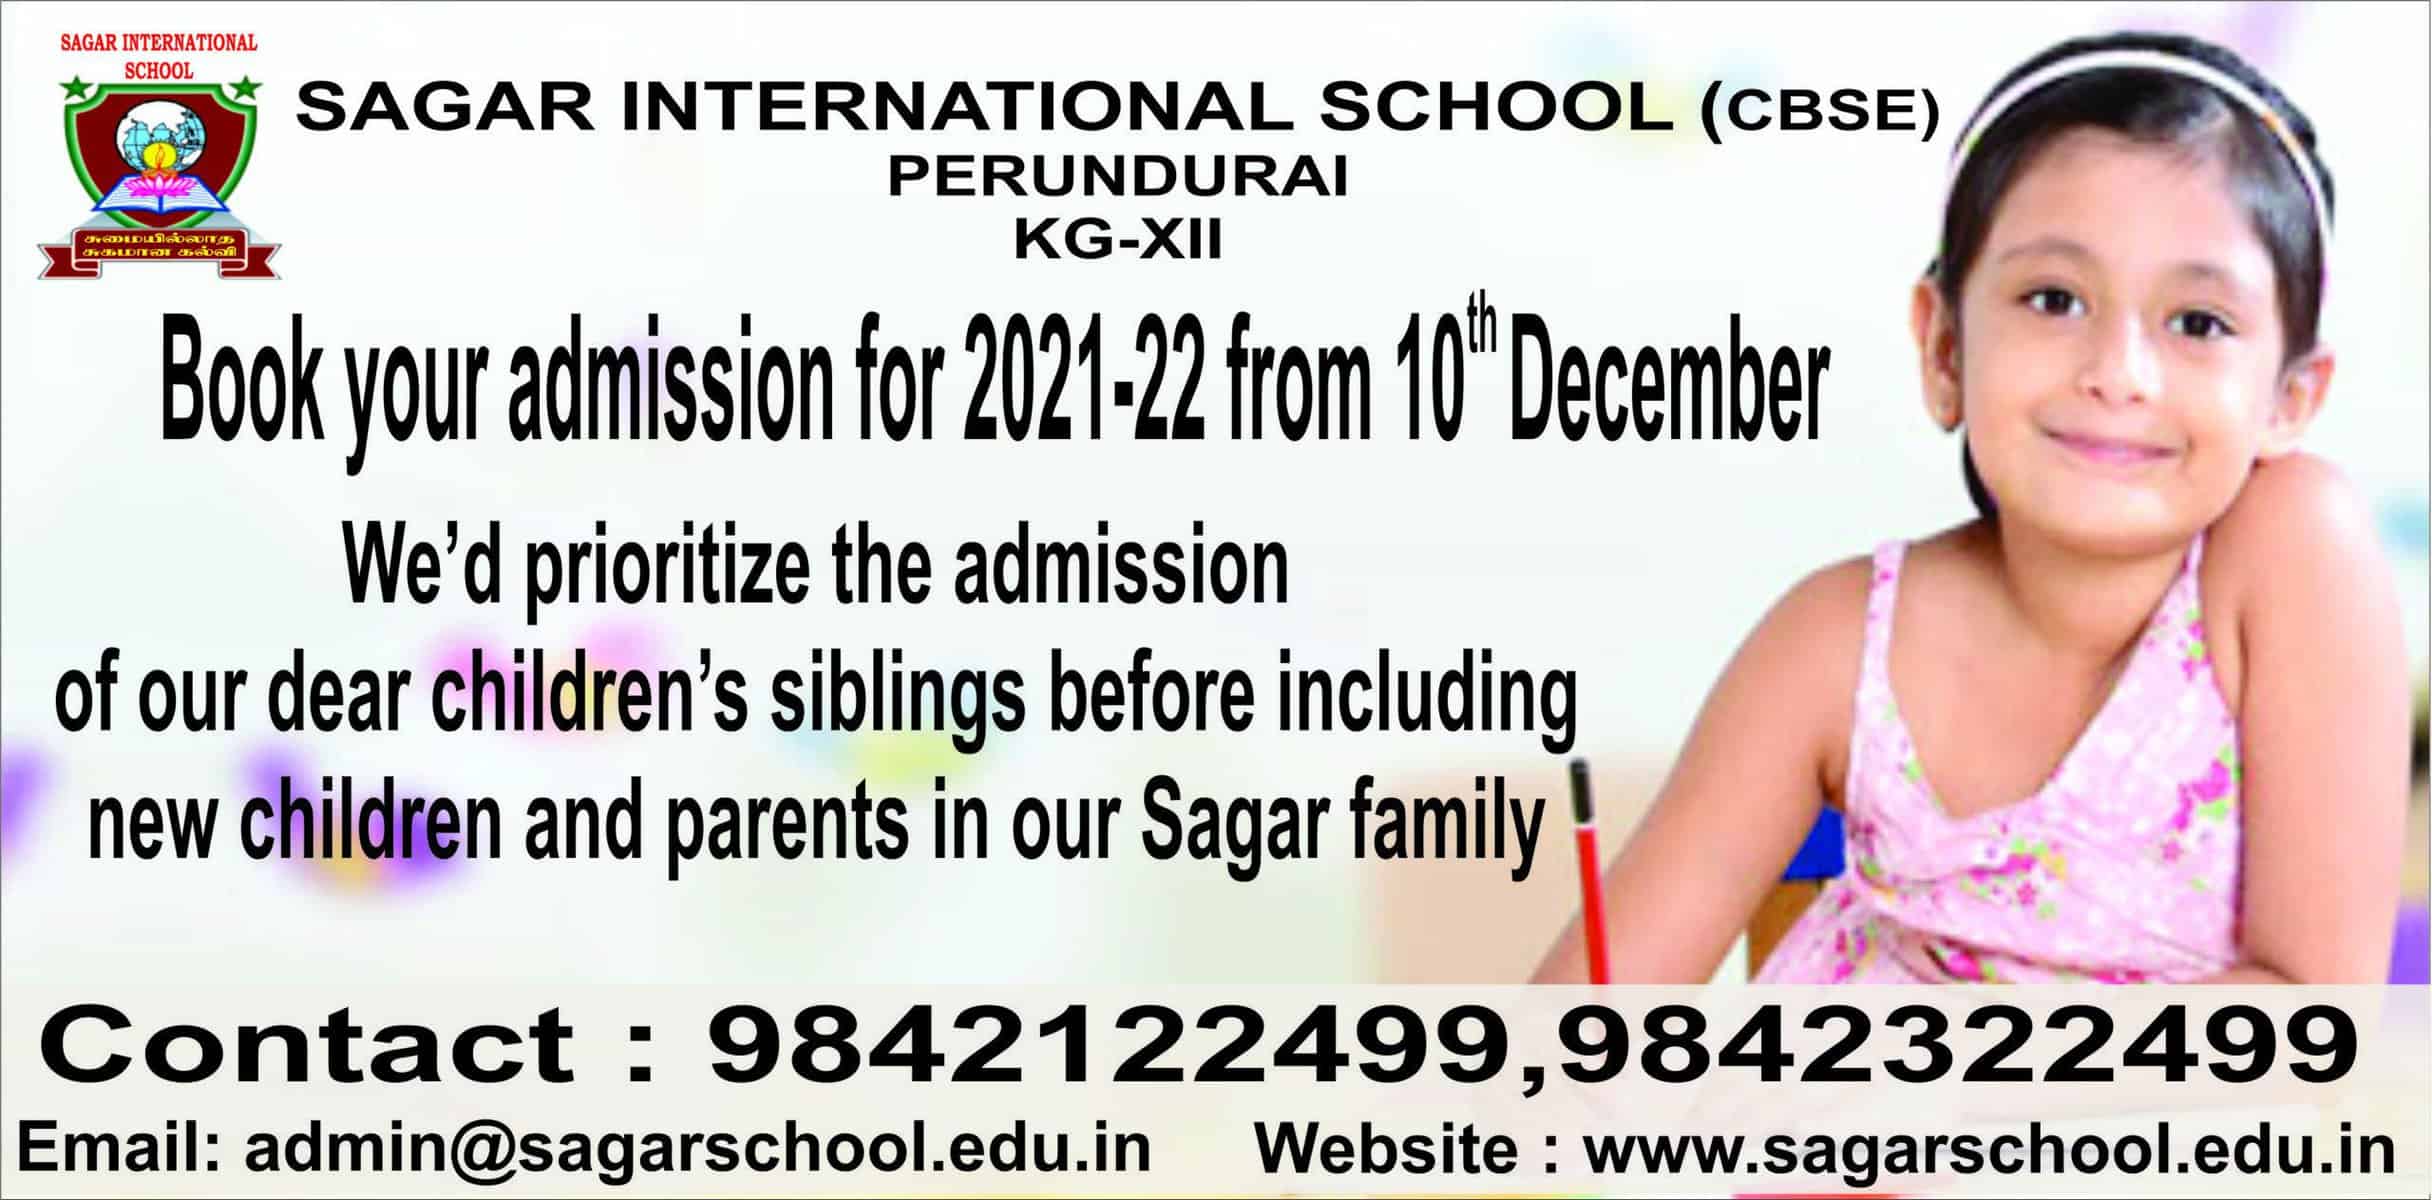 SAGAR INTERNATIONAL
SCHOOL
சுமையில்லாத
சுகமான கல்வி
SAGAR INTERNATIONAL SCHOOL (CBSE)
PERUNDURAI
KG-XII
Book your admission for 2021-22 from 10th December
We’d prioritize the admission
of our dear children’s siblings before including
new children and parents in our Sagar family
Contact : 9842122499,9842322499
Email: admin@sagarschool.edu.in Website : www.sagarschool.edu.in